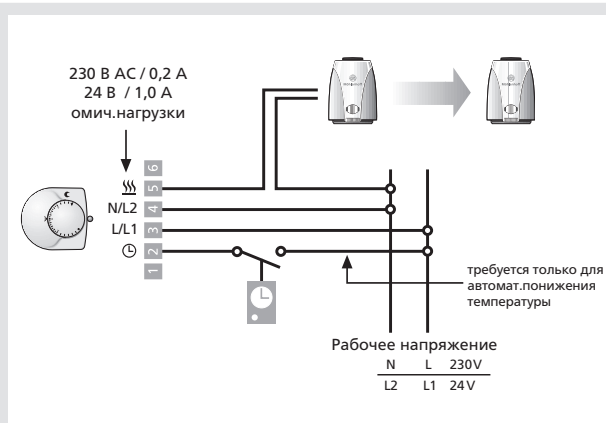 230 В AC / 0,2 А
24 В / 1,0 А
омич.нагрузки
6
5
N/L2 4
L/L1 3
2
1
требуется только для
автомат.понижения
температуры
Рабочее напряжение
N L 230V
L2 L1 24V